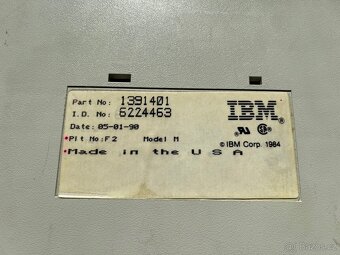 Part No: 1391401
I.D. No: 6224463
Date: 05-01-90
Plt No: F2 Model M
Made in the USA
IBM®
© IBM Corp. 1984